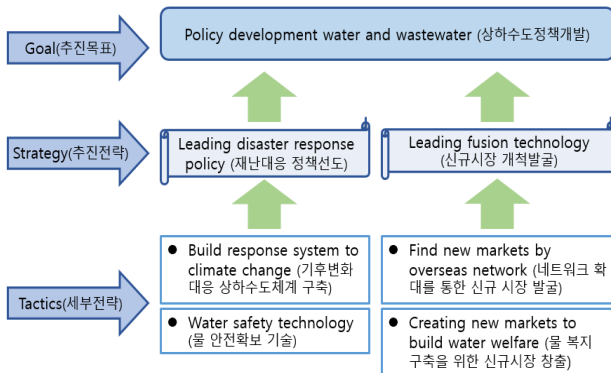 Goal(추진목표)
Policy development water and wastewater (상하수도정책개발)
Strategy(추진전략)
Leading disaster response
policy (재난대응 정책선도)
Leading fusion technology
(신규시장 개척발굴)
Tactics(세부전략)
● Build response system to
climate change (기후변화
대응 상하수도체계 구축)
● Water safety technology
(물 안전확보 기술)
● Find new markets by
overseas network (네트워크 확
대를 통한 신규 시장 발굴)
● Creating new markets to
build water welfare (물 복지
구축을 위한 신규시장 창출)